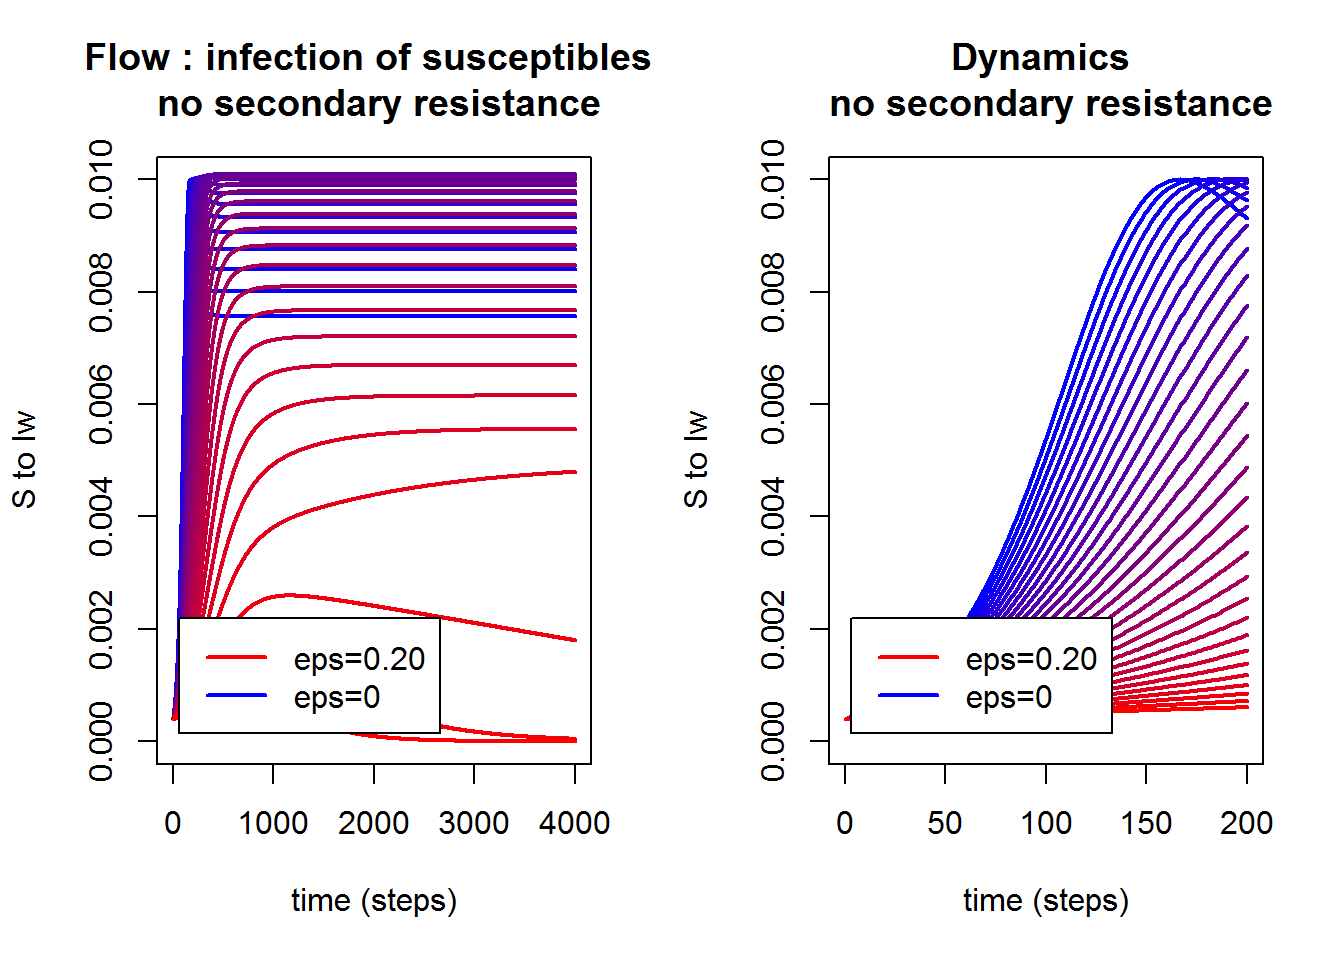 Flow : infection of susceptibles
no secondary resistance
S to Iw
0.010
0.008
0.006
0.004
0.002
0.000
eps=0.20
eps=0
0 1000 2000 3000 4000
time (steps)
Dynamics
no secondary resistance
S to Iw
0.010
0.008
0.006
0.004
0.002
0.000
eps=0.20
eps=0
0 50 100 150 200
time (steps)